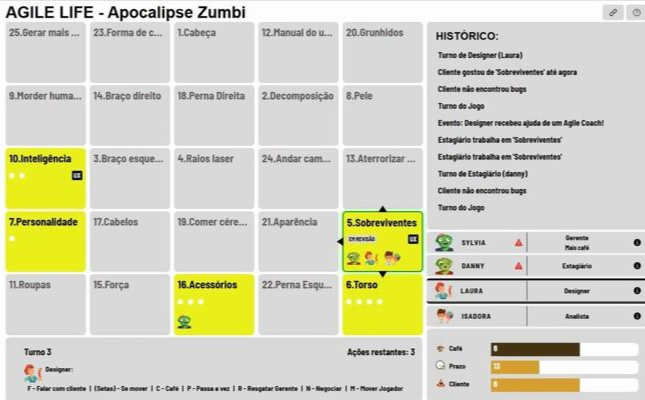 AGILE LIFE - Apocalipse Zumbi
25.Gerar mais ...
23.Forma de c...
1.Cabeça
12.Manual do u...
20.Grunhidos
9.Morder huma...
14.Braço direito
18.Perna Direita
2.Decomposição
8.Pele
10.Inteligência
UX
3.Braço esque...
4.Raios laser
24.Andar cam...
13.Aterrorizar ...
7.Personalidade
17.Cabelos
19.Comer cére...
21.Aparência
5.Sobreviventes
EM REVISÃO
UX
11.Roupas
15.Força
16.Acessórios
22.Perna Esqu...
6.Torso
Turno 3
Ações restantes: 3
Designer:
F - Falar com cliente | (Setas) - Se mover | C - Café | P - Passa a vez | R - Resgatar Gerente | N - Negociar | M - Mover Jogador
HISTÓRICO:
Turno de Designer (Laura)
Cliente gostou de 'Sobreviventes' até agora
Cliente não encontrou bugs
Turno do Jogo
Evento: Designer recebeu ajuda de um Agile Coach!
Estagiário trabalha em 'Sobreviventes'
Estagiário trabalha em 'Sobreviventes'
Turno de Estagiário (danny)
Cliente não encontrou bugs
Turno do Jogo
SYLVIA
Gerente
Mais café
DANNY
Estagiário
LAURA
Designer
ISADORA
Analista
Café
6
Prazo
13
Cliente
6